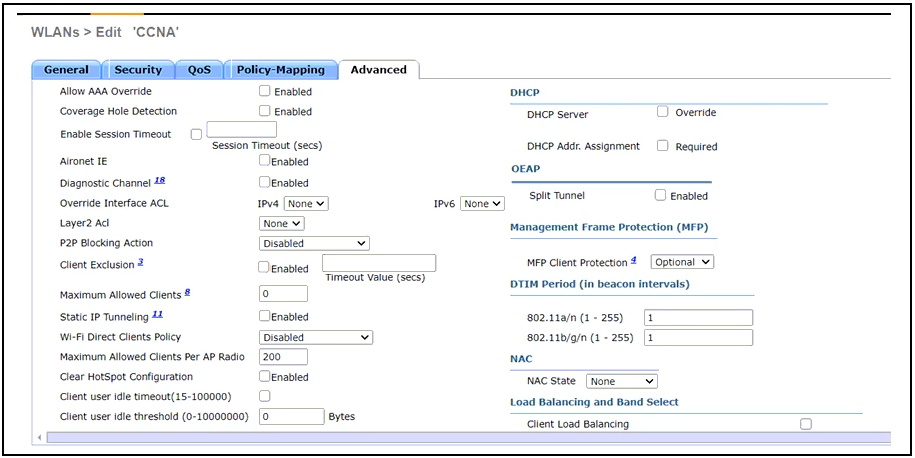 WLANs > Edit 'CCNA'
General Security QoS Policy-Mapping Advanced
Allow AAA Override Enabled
Coverage Hole Detection Enabled
Enable Session Timeout
Session Timeout (secs)
Aironet IE Enabled
Diagnostic Channel 18 Enabled
Override Interface ACL IPv4 None IPv6 None
Layer2 Acl None
P2P Blocking Action Disabled
Client Exclusion 3 Enabled
Timeout Value (secs)
Maximum Allowed Clients 8 0
Static IP Tunneling 11 Enabled
Wi-Fi Direct Clients Policy Disabled
Maximum Allowed Clients Per AP Radio 200
Clear HotSpot Configuration Enabled
Client user idle timeout(15-100000)
Client user idle threshold (0-10000000) 0 Bytes
DHCP
DHCP Server Override
DHCP Addr. Assignment Required
OEAP
Split Tunnel Enabled
Management Frame Protection (MFP)
MFP Client Protection 4 Optional
DTIM Period (in beacon intervals)
802.11a/n (1 - 255) 1
802.11b/g/n (1 - 255) 1
NAC
NAC State None
Load Balancing and Band Select
Client Load Balancing